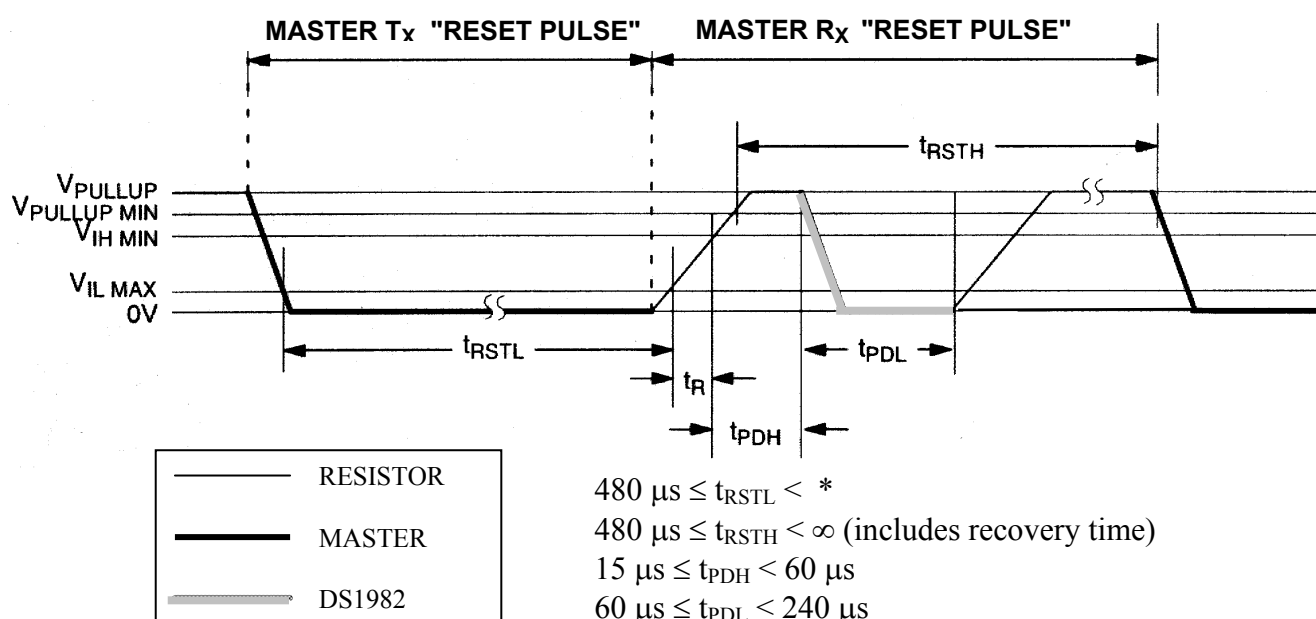 MASTER TX "RESET PULSE" MASTER RX "RESET PULSE"
tRSTH
VPULLUP
VPULLUP MIN
VIH MIN
VIL MAX
0V
tRSTL
tPDL
tR
tPDH
RESISTOR
MASTER
DS1982
480 μs ≤ tRSTL < *
480 μs ≤ tRSTH < ∞ (includes recovery time)
15 μs ≤ tPDH < 60 μs
60 μs ≤ tPDL < 240 μs